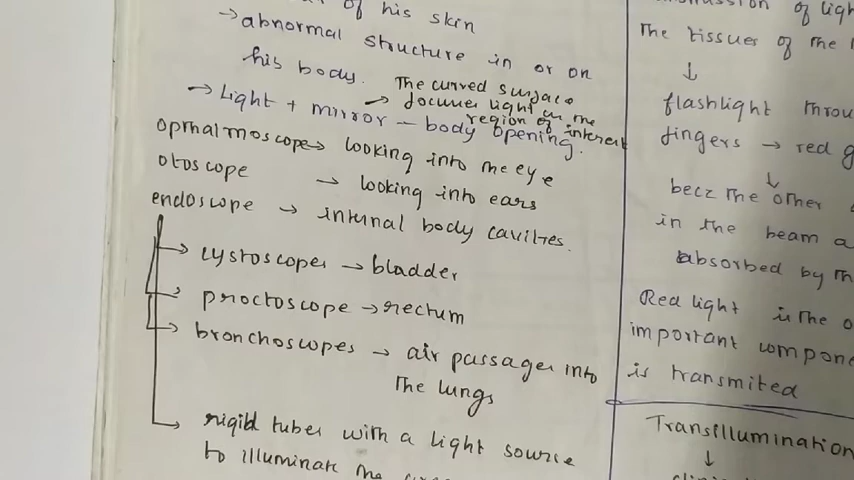 of his skin
→ abnormal structure in or on
his body.
The curved surface
→ Light + mirror → focuses light in the
region of interest
– body opening.
opthalmoscope → looking into the eye
otoscope → looking into ears
endoscope → internal body cavities.
→ cystoscopes → bladder
→ proctoscope → rectum
→ bronchoscopes → air passages into
The lungs
→ rigid tubes with a light source
to illuminate the
of light
The tissues of the
↓
flashlight throu
fingers → red g
↓
becz the other
in the beam a
absorbed by th
Red light is the o
important compone
is transmited
Transillumination
↓